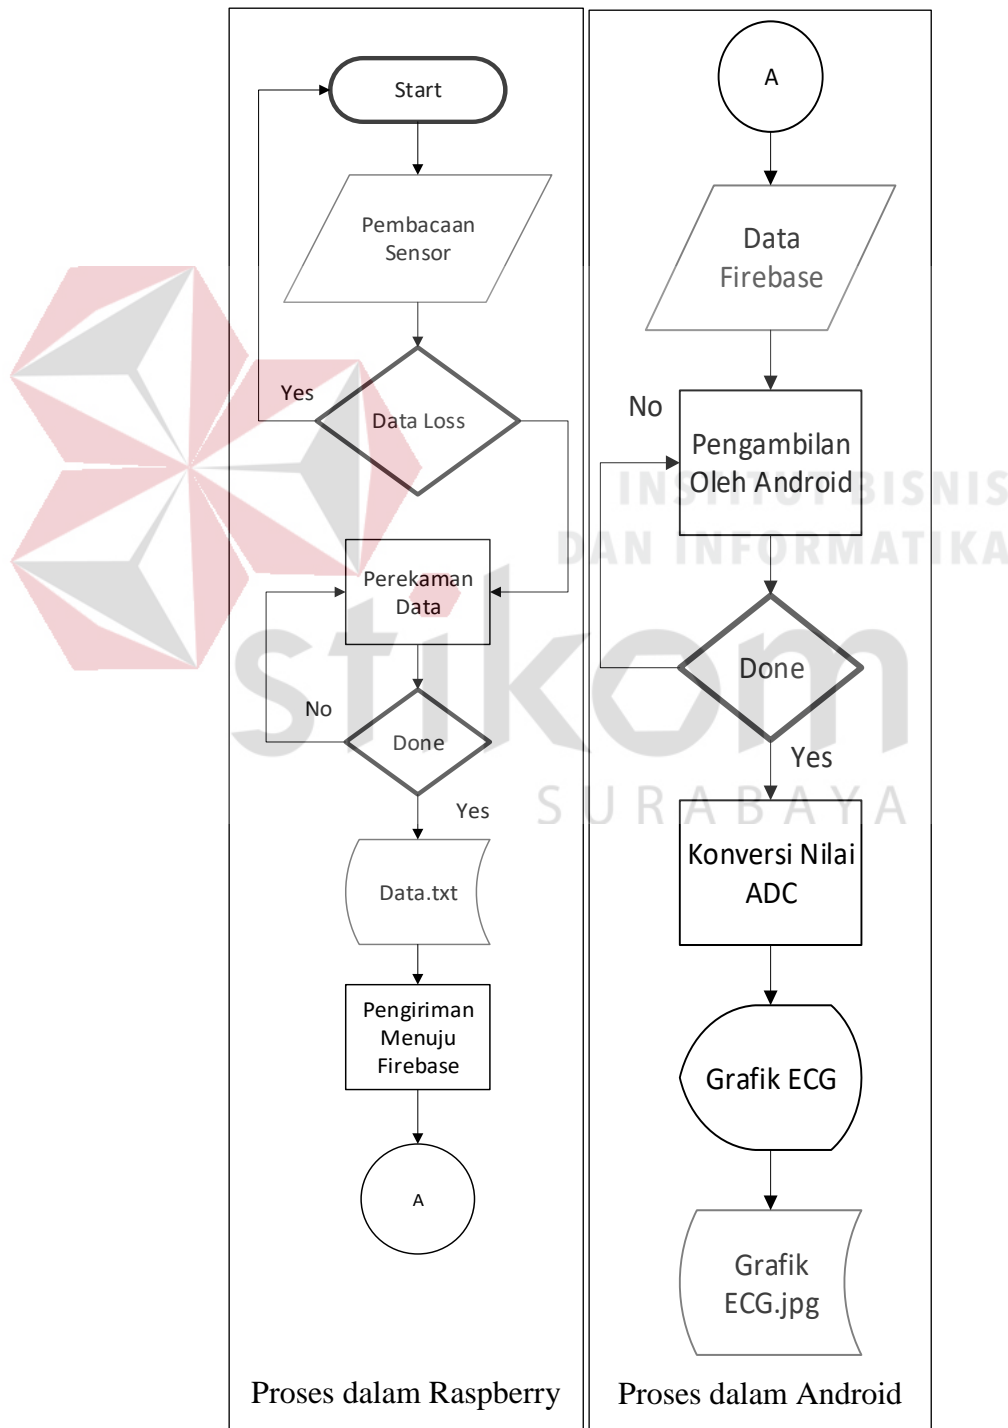 Start
Pembacaan
Sensor
Yes
Data Loss
Perekaman
Data
No
Done
Yes
Data.txt
Pengiriman
Menuju
Firebase
A
Proses dalam Raspberry
A
Data
Firebase
No
Pengambilan
Oleh Android
Done
Yes
Konversi Nilai
ADC
Grafik ECG
Grafik
ECG.jpg
Proses dalam Android
INSTITUT BISNIS
DAN INFORMATIKA
stikom
SURABAYA